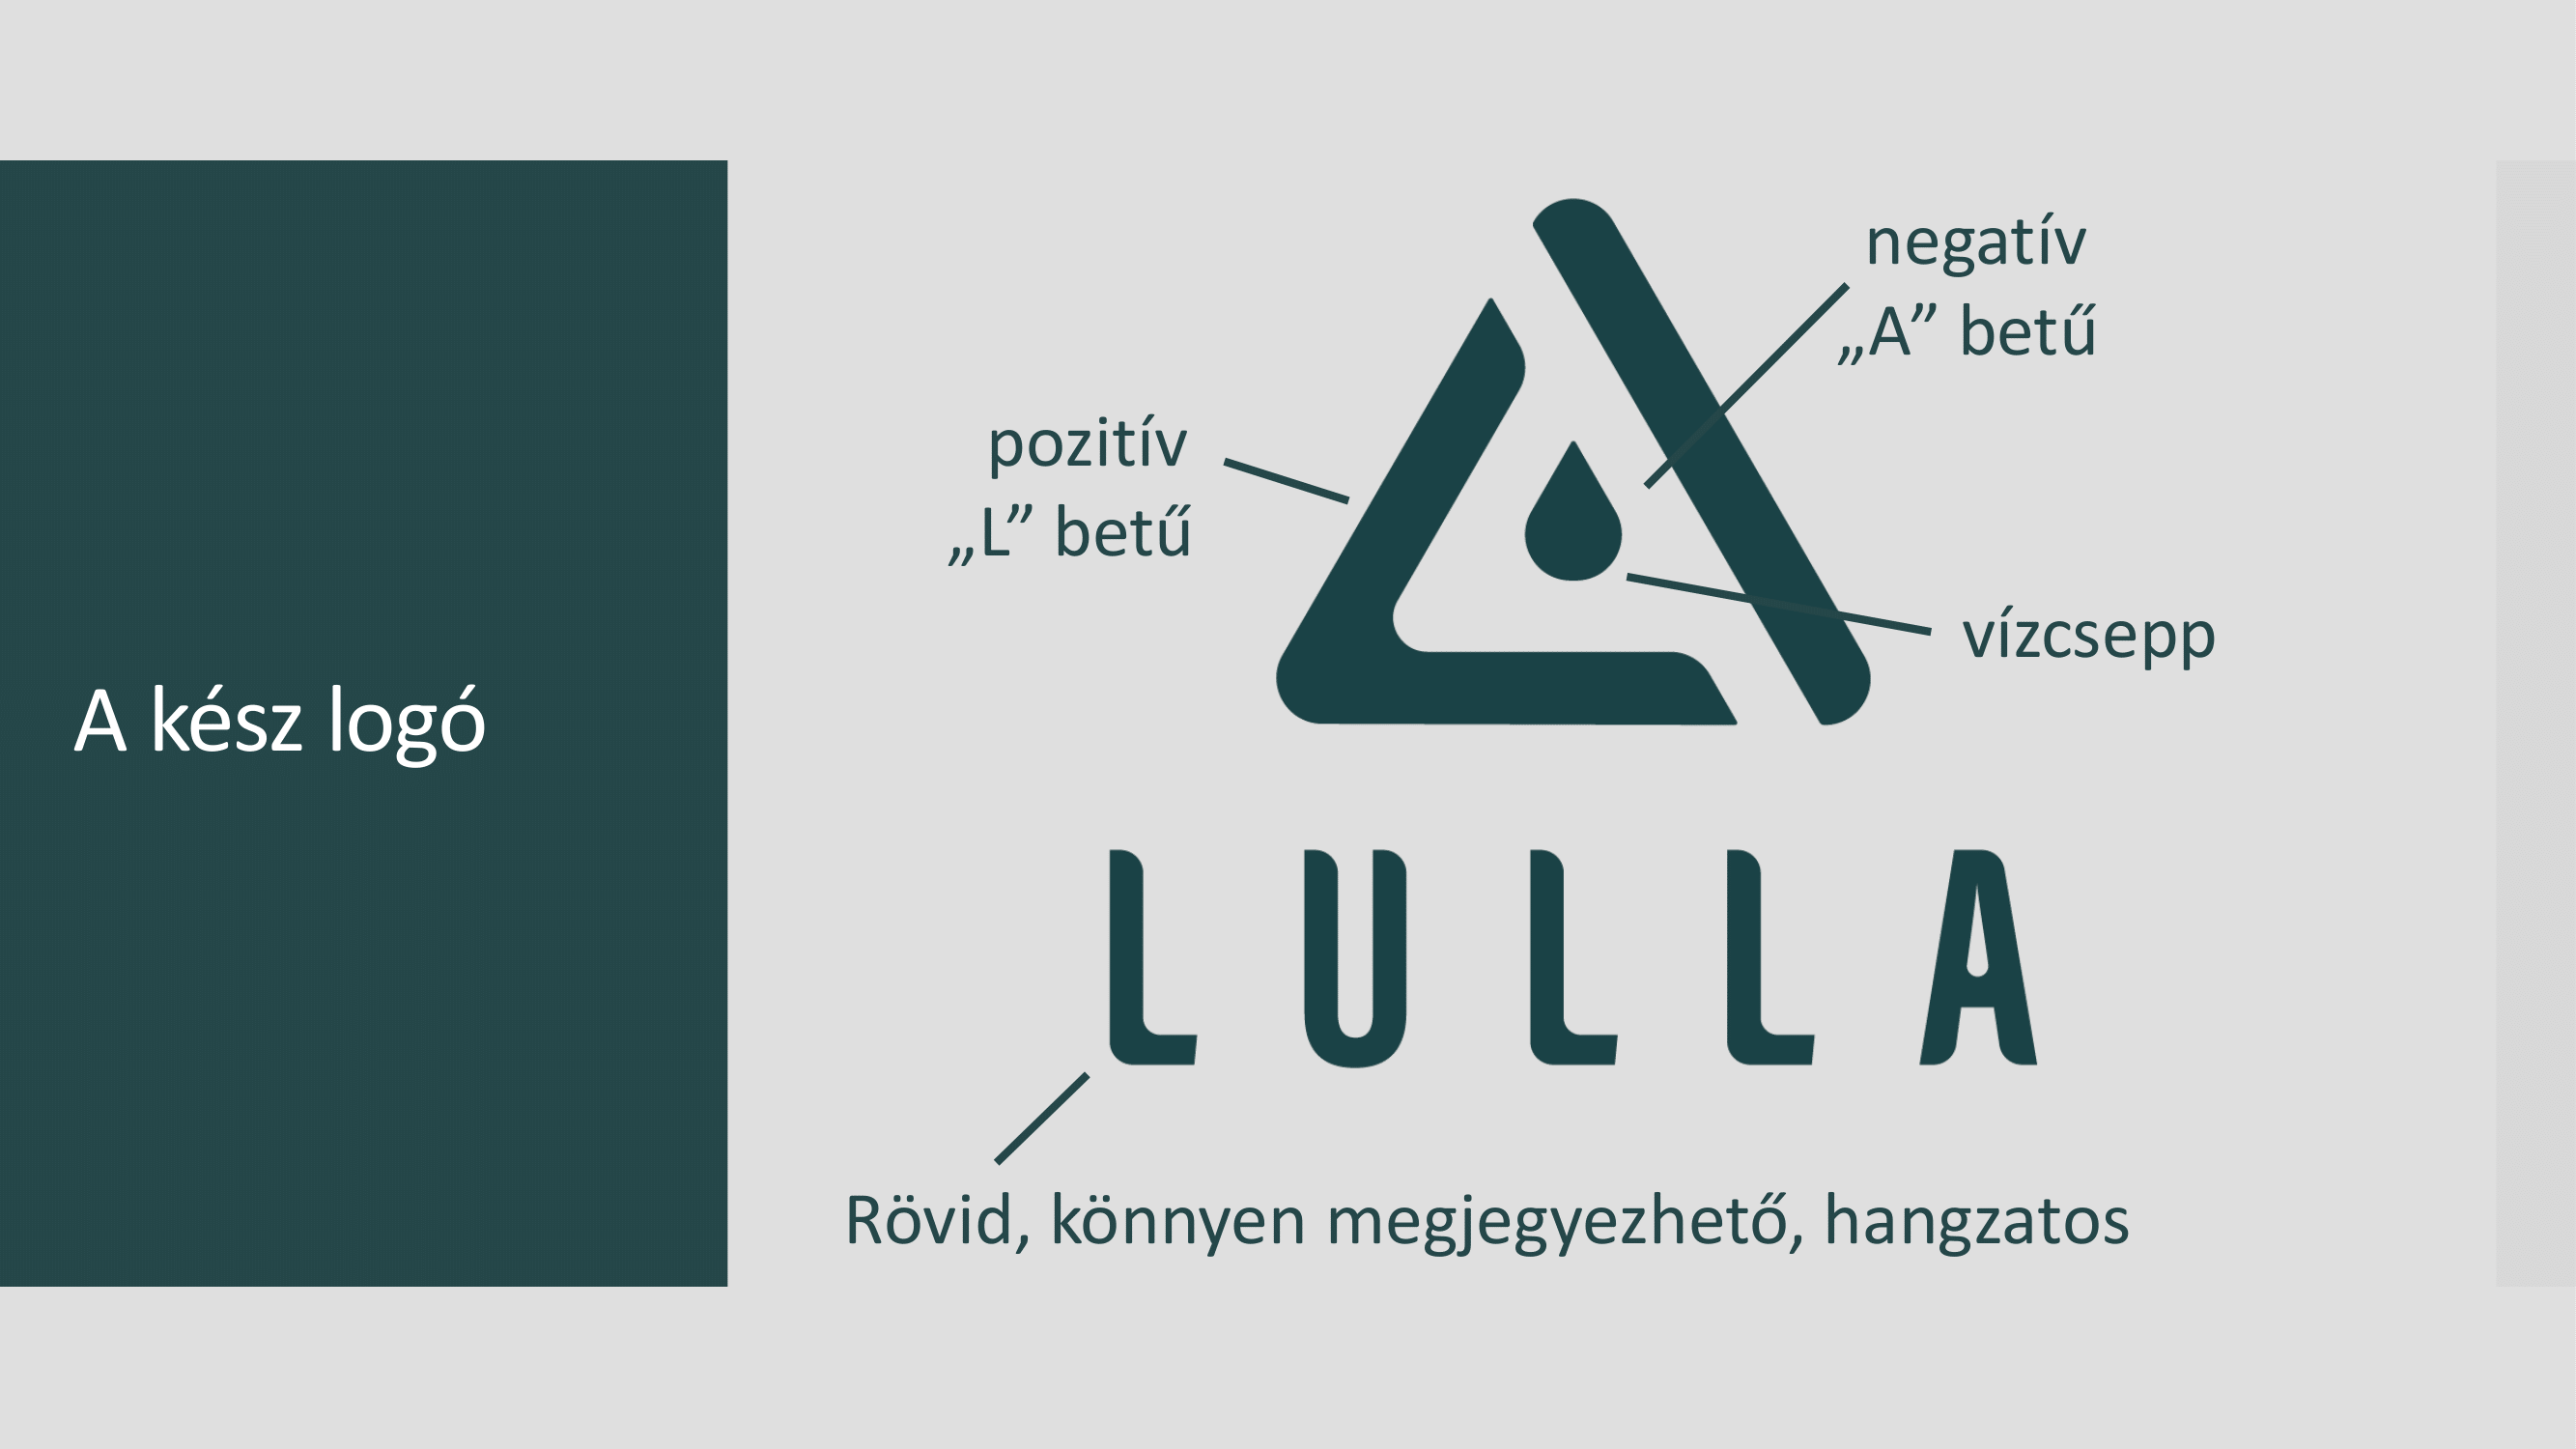 A kész logó
negatív
„A” betű
pozitív
„L” betű
vízcsepp
LULLA
Rövid, könnyen megjegyezhető, hangzatos